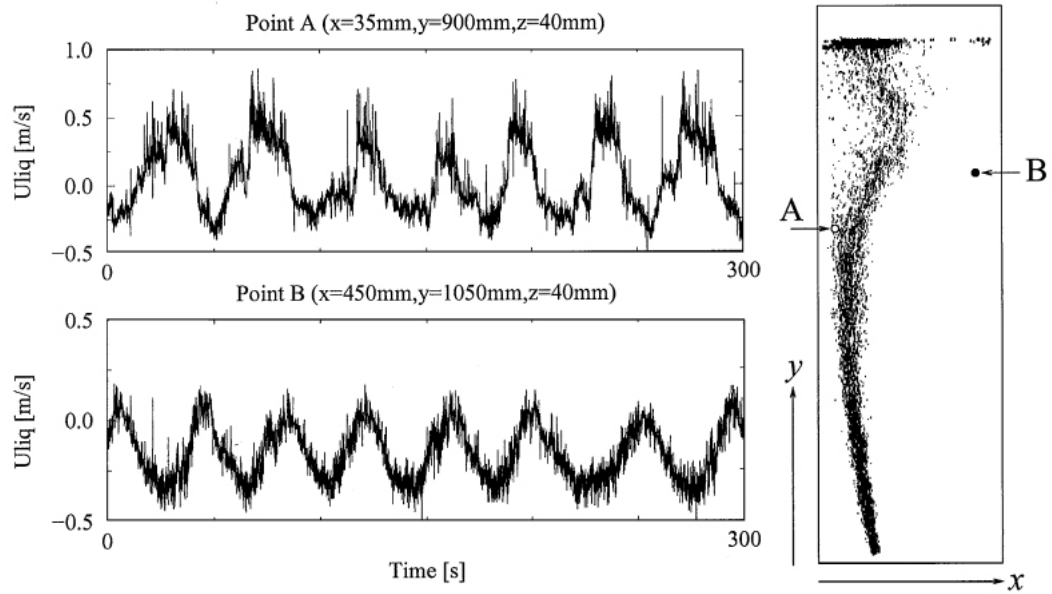 Point A (x=35mm,y=900mm,z=40mm)
1.0
0.5
0.0
−0.5
Uliq [m/s]
0
300
Point B (x=450mm,y=1050mm,z=40mm)
0.5
0.0
−0.5
Uliq [m/s]
0
300
Time [s]
A
B
y
x